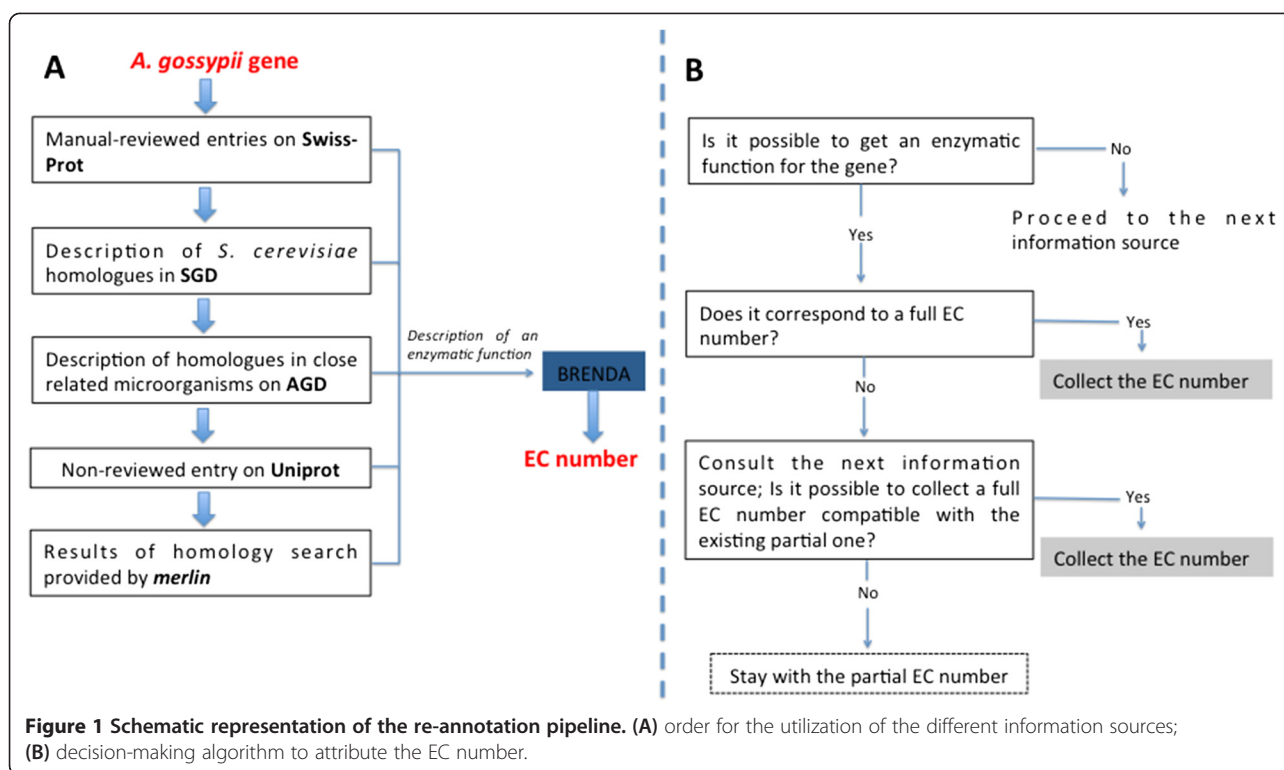 A
A. gossypii gene
Manual-reviewed entries on Swiss-
Prot
Description of S. cerevisiae
homologues in SGD
Description of homologues in close
related microorganisms on AGD
Non-reviewed entry on Uniprot
Results of homology search
provided by merlin
Description of an
enzymatic function
BRENDA
EC number
B
Is it possible to get an enzymatic
function for the gene?
No
Proceed to the next
information source
Yes
Does it correspond to a full EC
number?
Yes
Collect the EC number
No
Consult the next information
source; Is it possible to collect a full
EC number compatible with the
existing partial one?
Yes
Collect the EC number
No
Stay with the partial EC number
Figure 1 Schematic representation of the re-annotation pipeline. (A) order for the utilization of the different information sources;
(B) decision-making algorithm to attribute the EC number.